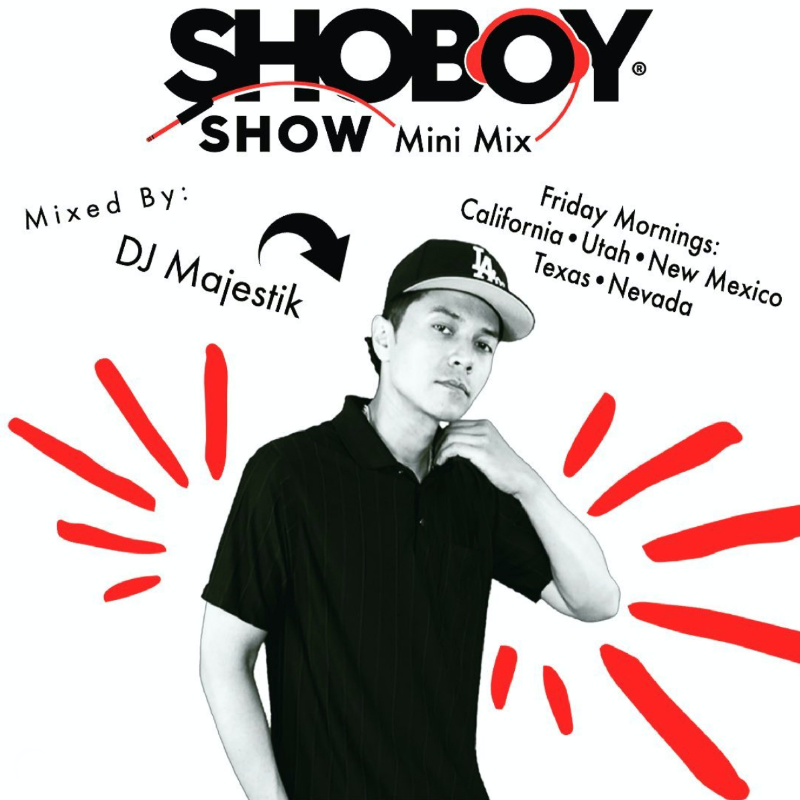 SHOBOY®
SHOW Mini Mix
Mixed By:
DJ Majestik
Friday Mornings:
California•Utah•New Mexico
Texas•Nevada
LA